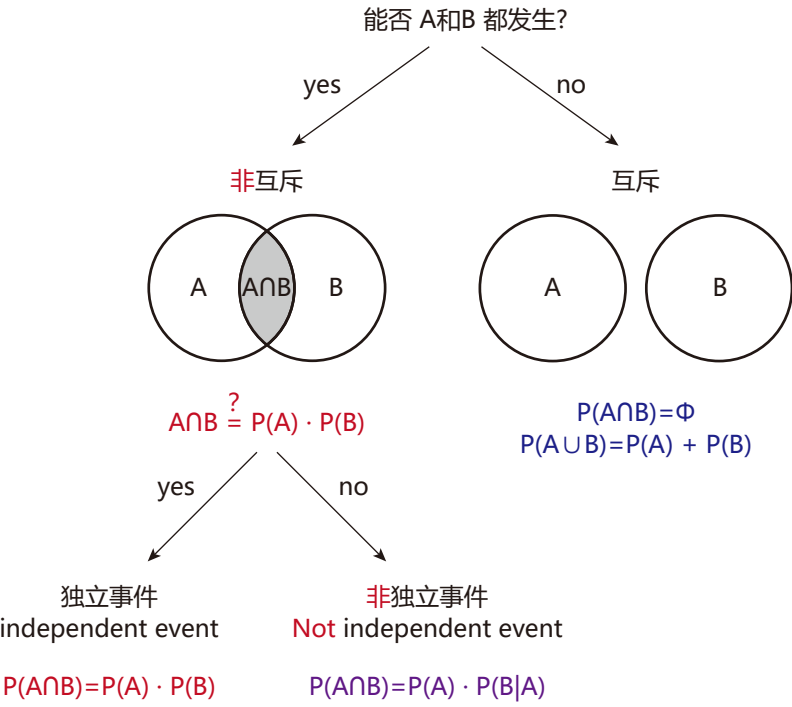 能否 A和B 都发生?
yes
no
非互斥
互斥
A
A∩B
B
A
B
?
A∩B = P(A) · P(B)
P(A∩B)=Φ
P(A∪B)=P(A) + P(B)
yes
no
独立事件
independent event
非独立事件
Not independent event
P(A∩B)=P(A) · P(B)
P(A∩B)=P(A) · P(B|A)